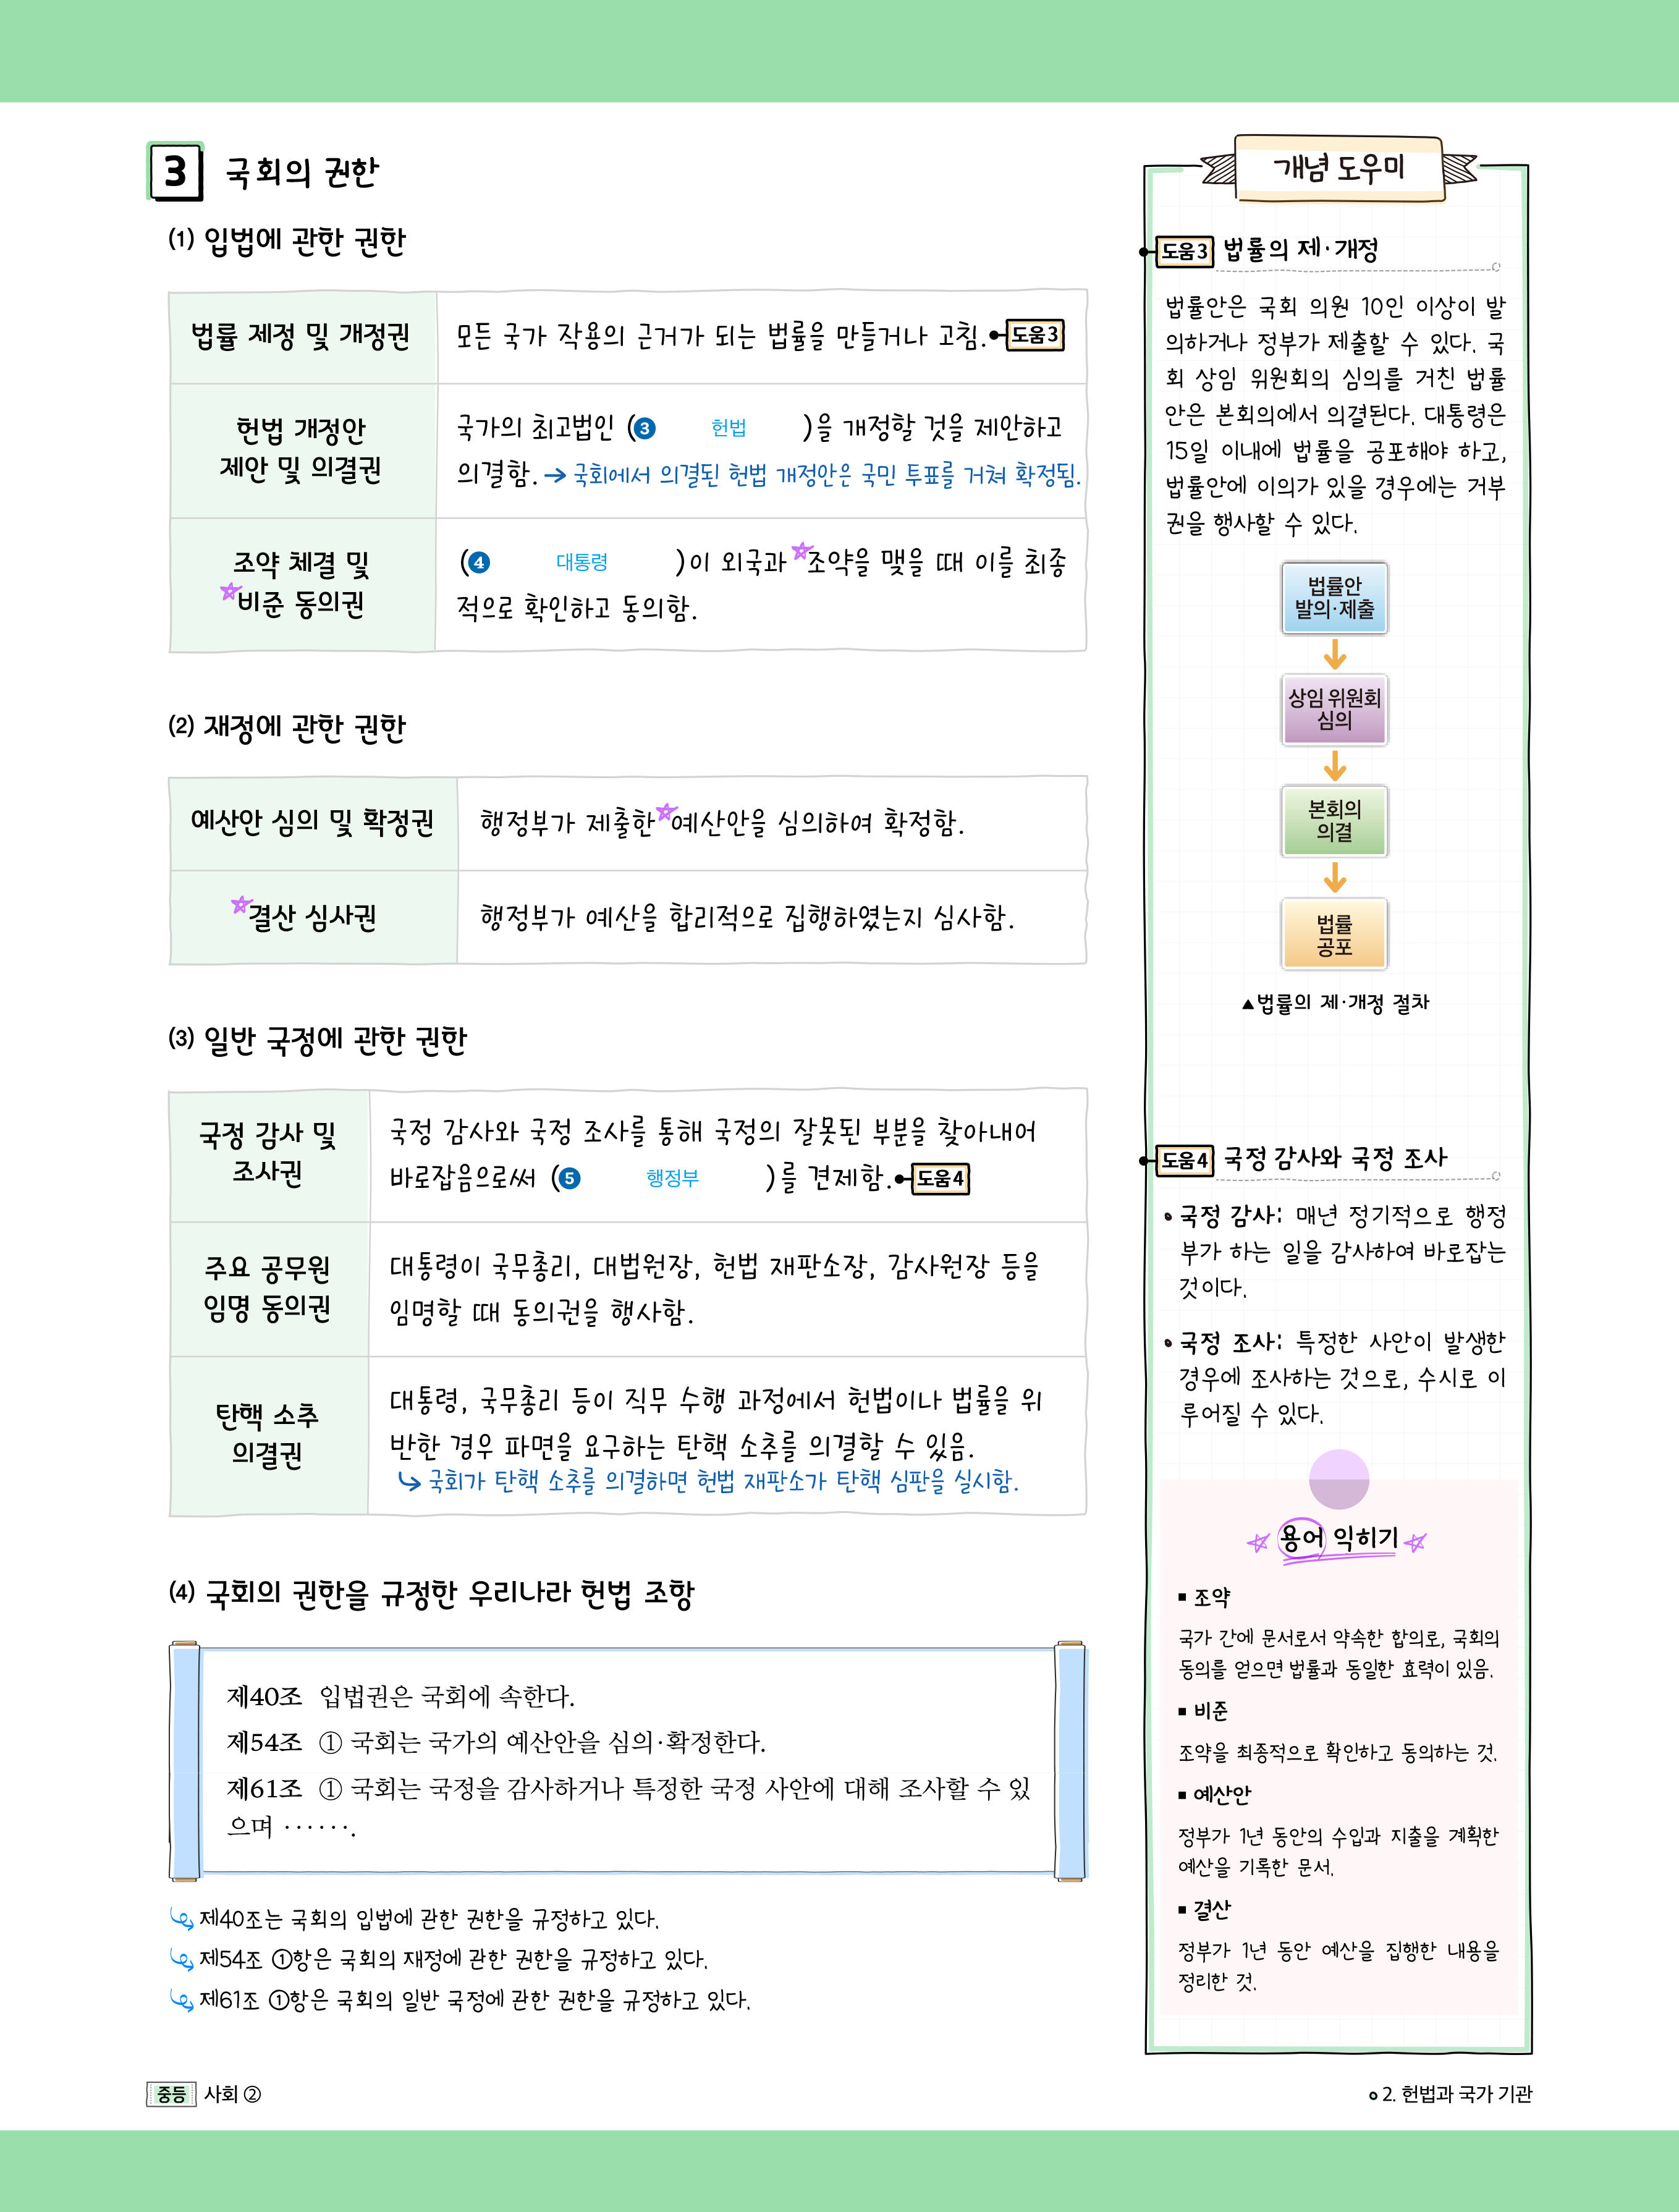 3 국회의 권한
(1) 입법에 관한 권한
법률 제정 및 개정권
모든 국가 작용의 근거가 되는 법률을 만들거나 고침. 도움 3
헌법 개정안
제안 및 의결권
국가의 최고법인 (3 헌법 )을 개정할 것을 제안하고
의결함. → 국회에서 의결된 헌법 개정안은 국민 투표를 거쳐 확정됨.
조약 체결 및
비준 동의권
(4 대통령 )이 외국과 조약을 맺을 때 이를 최종
적으로 확인하고 동의함.
(2) 재정에 관한 권한
예산안 심의 및 확정권
행정부가 제출한 예산안을 심의하여 확정함.
결산 심사권
행정부가 예산을 합리적으로 집행하였는지 심사함.
(3) 일반 국정에 관한 권한
국정 감사 및
조사권
국정 감사와 국정 조사를 통해 국정의 잘못된 부분을 찾아내어
바로잡음으로써 (5 행정부 )를 견제함. 도움 4
주요 공무원
임명 동의권
대통령이 국무총리, 대법원장, 헌법 재판소장, 감사원장 등을
임명할 때 동의권을 행사함.
탄핵 소추
의결권
대통령, 국무총리 등이 직무 수행 과정에서 헌법이나 법률을 위
반한 경우 파면을 요구하는 탄핵 소추를 의결할 수 있음.
국회가 탄핵 소추를 의결하면 헌법 재판소가 탄핵 심판을 실시함.
(4) 국회의 권한을 규정한 우리나라 헌법 조항
제40조 입법권은 국회에 속한다.
제54조 ① 국회는 국가의 예산안을 심의·확정한다.
제61조 ① 국회는 국정을 감사하거나 특정한 국정 사안에 대해 조사할 수 있
으며 ‥‥‥.
제40조는 국회의 입법에 관한 권한을 규정하고 있다.
제54조 ①항은 국회의 재정에 관한 권한을 규정하고 있다.
제61조 ①항은 국회의 일반 국정에 관한 권한을 규정하고 있다.
개념 도우미
도움 3 법률의 제·개정
법률안은 국회 의원 10인 이상이 발
의하거나 정부가 제출할 수 있다. 국
회 상임 위원회의 심의를 거친 법률
안은 본회의에서 의결된다. 대통령은
15일 이내에 법률을 공포해야 하고,
법률안에 이의가 있을 경우에는 거부
권을 행사할 수 있다.
법률안
발의·제출
상임 위원회
심의
본회의
의결
법률
공포
▲법률의 제·개정 절차
도움 4 국정 감사와 국정 조사
국정 감사: 매년 정기적으로 행정
부가 하는 일을 감사하여 바로잡는
것이다.
국정 조사: 특정한 사안이 발생한
경우에 조사하는 것으로, 수시로 이
루어질 수 있다.
용어 익히기
■ 조약
국가 간에 문서로서 약속한 합의로, 국회의
동의를 얻으면 법률과 동일한 효력이 있음.
■ 비준
조약을 최종적으로 확인하고 동의하는 것.
■ 예산안
정부가 1년 동안의 수입과 지출을 계획한
예산을 기록한 문서.
■ 결산
정부가 1년 동안 예산을 집행한 내용을
정리한 것.
중등 사회 ②
2. 헌법과 국가 기관